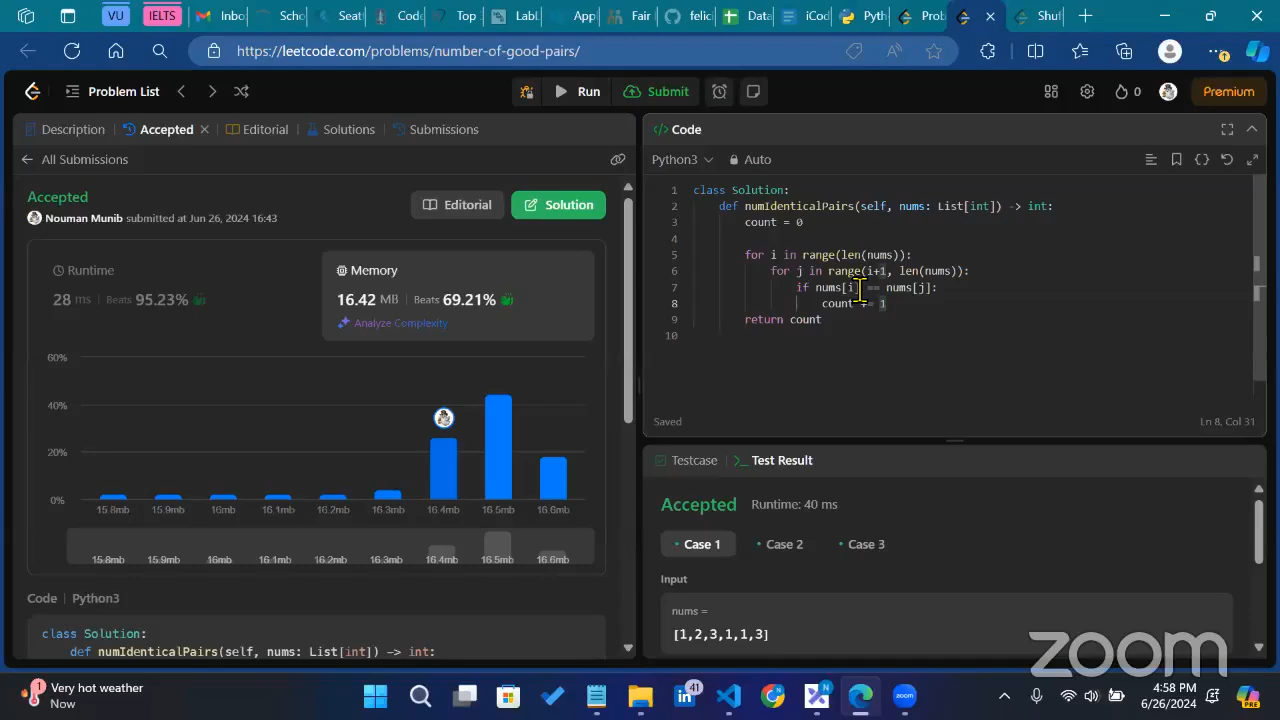 VU
IELTS
Inbo
Scho
Seat
Code
Top
LabL
App
Fair
felic
Data
iCod
Pyth
Prob
Shuf
https://leetcode.com/problems/number-of-good-pairs/
Problem List
Run
Submit
0
Premium
Description
Accepted
Editorial
Solutions
Submissions
All Submissions
Accepted
Nouman Munib submitted at Jun 26, 2024 16:43
Editorial
Solution
Runtime
28 ms | Beats 95.23%
Memory
16.42 MB | Beats 69.21%
Analyze Complexity
60%
40%
20%
0%
15.8mb 15.9mb 16mb 16.1mb 16.2mb 16.3mb 16.4mb 16.5mb 16.6mb
15.8mb 15.9mb 16mb 16.1mb 16.2mb 16.3mb 16.4mb 16.5mb 16.6mb
Code | Python3
class Solution:
def numIdenticalPairs(self, nums: List[int]) -> int:
</> Code
Python3
Auto
1 class Solution:
2 def numIdenticalPairs(self, nums: List[int]) -> int:
3 count = 0
4
5 for i in range(len(nums)):
6 for j in range(i+1, len(nums)):
7 if nums[i] == nums[j]:
8 count += 1
9 return count
10
Saved
Ln 8, Col 31
Testcase
>_ Test Result
Accepted
Runtime: 40 ms
Case 1
Case 2
Case 3
Input
nums =
[1,2,3,1,1,3]
zoom
1
Very hot weather
Now
41
N
zoom
4:58 PM
6/26/2024
PRE